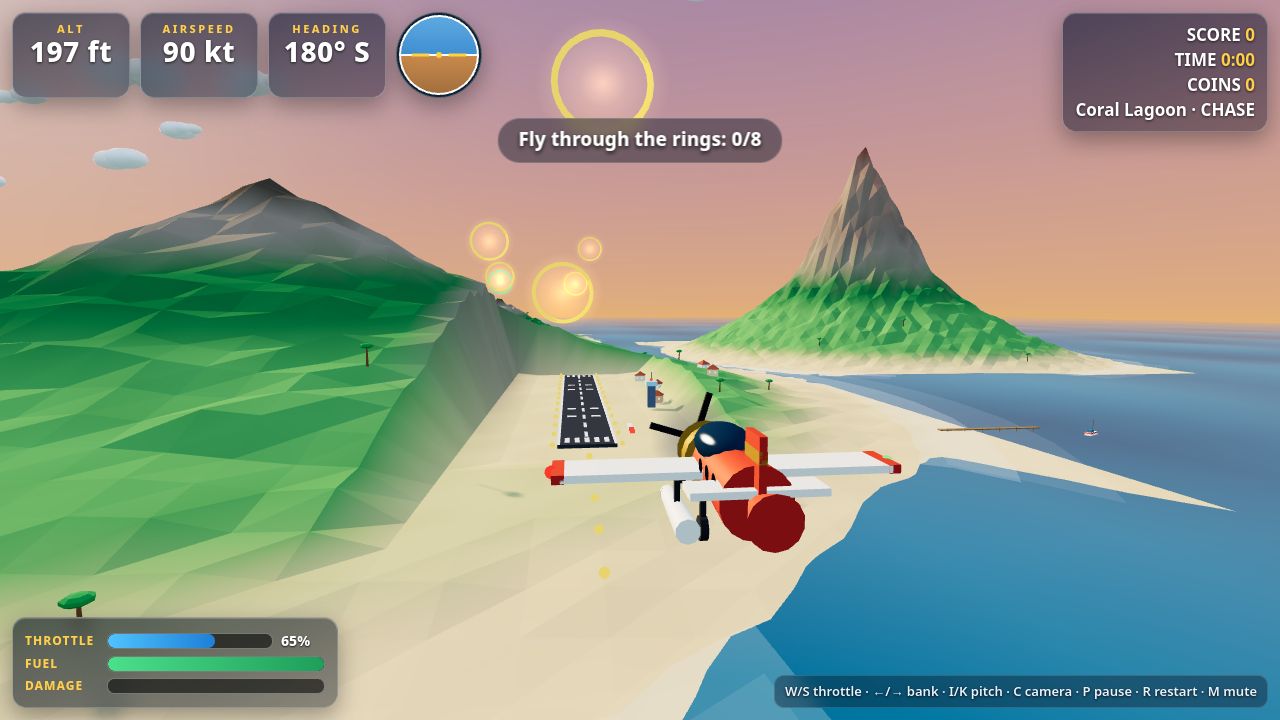 ALT
197 ft
AIRSPEED
90 kt
HEADING
180° S
SCORE 0
TIME 0:00
COINS 0
Coral Lagoon · CHASE
Fly through the rings: 0/8
THROTTLE 65%
FUEL
DAMAGE
W/S throttle · ←/→ bank · I/K pitch · C camera · P pause · R restart · M mute